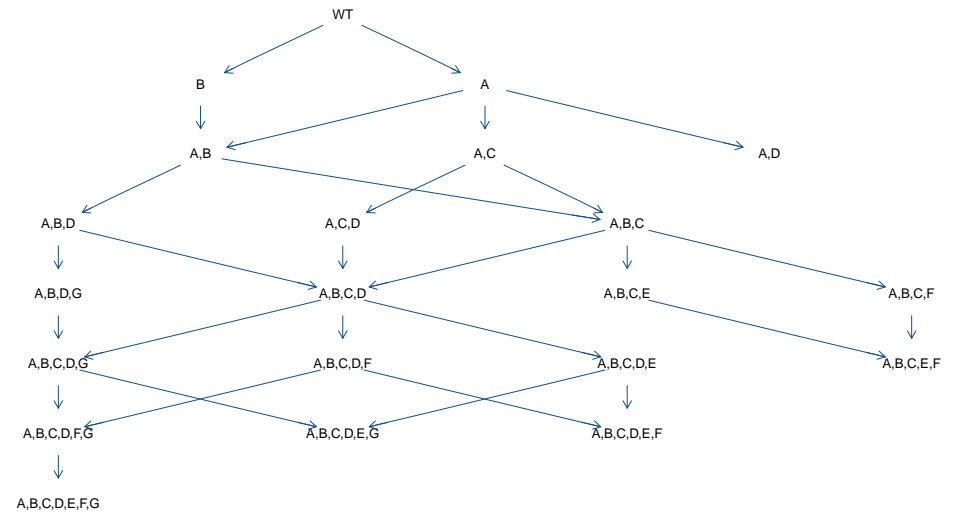 WT
B
A
A,B
A,C
A,D
A,B,D
A,C,D
A,B,C
A,B,D,G
A,B,C,D
A,B,C,E
A,B,C,F
A,B,C,D,G
A,B,C,D,F
A,B,C,D,E
A,B,C,E,F
A,B,C,D,F,G
A,B,C,D,E,G
A,B,C,D,E,F
A,B,C,D,E,F,G